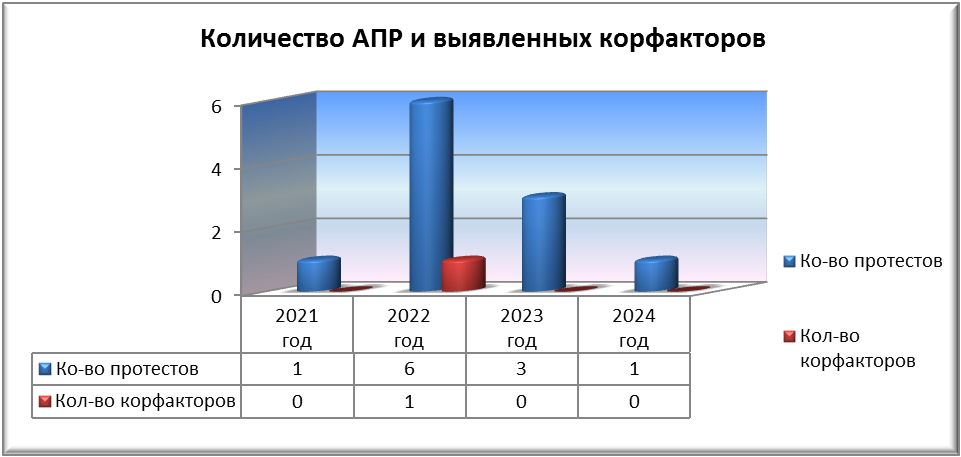 Количество АПР и выявленных корфакторов
6
4
2
0
2021 год
2022 год
2023 год
2024 год
Ко-во протестов 1 6 3 1
Кол-во корфакторов 0 1 0 0
Ко-во протестов
Кол-во
корфакторов